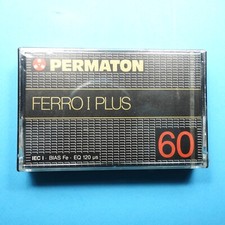 PERMATON
FERRO I PLUS
60
IEC I · BIAS Fe · EQ 120 µs